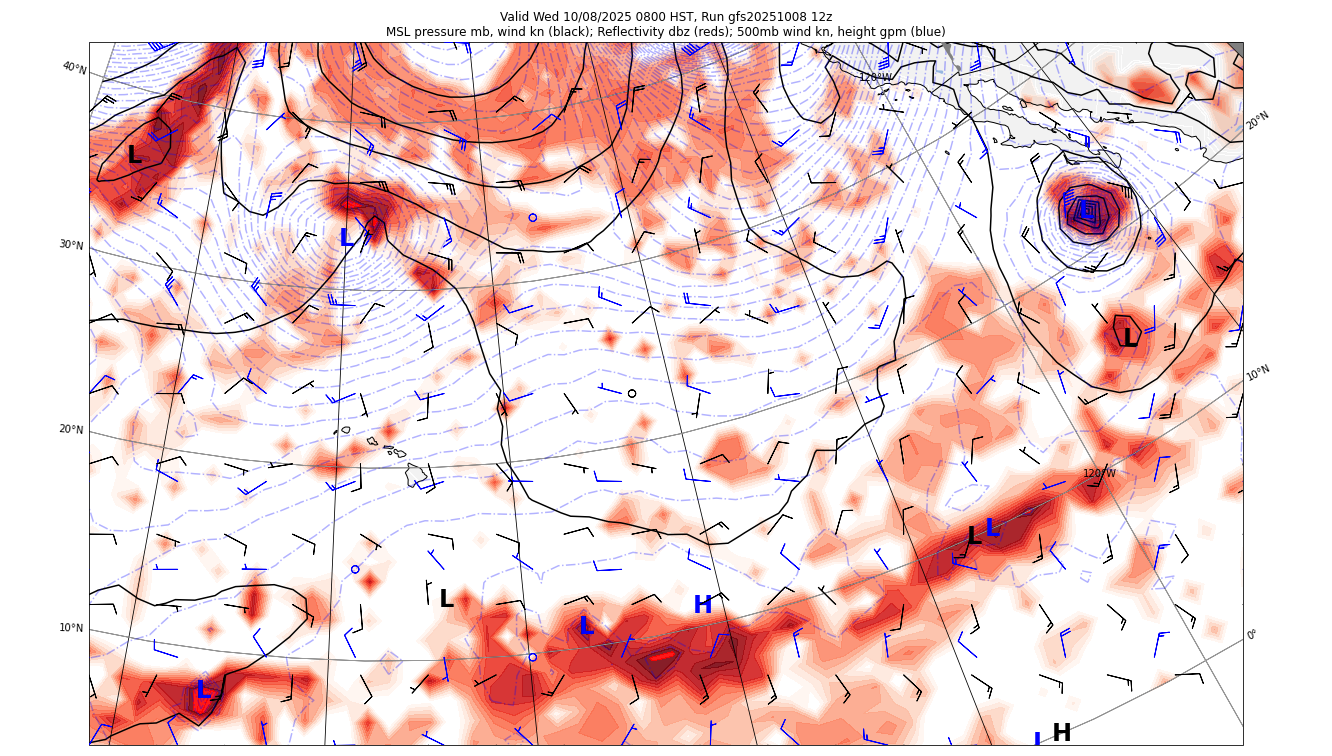 Valid Wed 10/08/2025 0800 HST, Run gfs20251008 12z
MSL pressure mb, wind kn (black); Reflectivity dbz (reds); 500mb wind kn, height gpm (blue)
40°N
120°W
20°N
L
L
L
30°N
L
10°N
20°N
120°W
L
L
L
H
L
10°N
0°
L
H
L